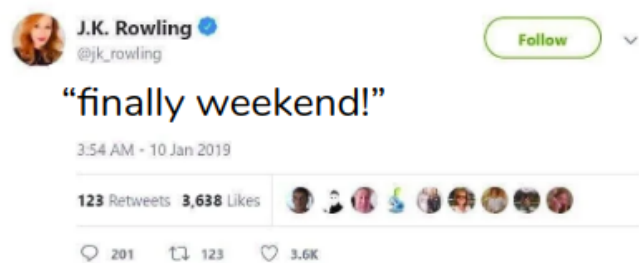 J.K. Rowling
@jk_rowling
Follow
“finally weekend!”
3:54 AM - 10 Jan 2019
123 Retweets 3,638 Likes
201 123 3.6K